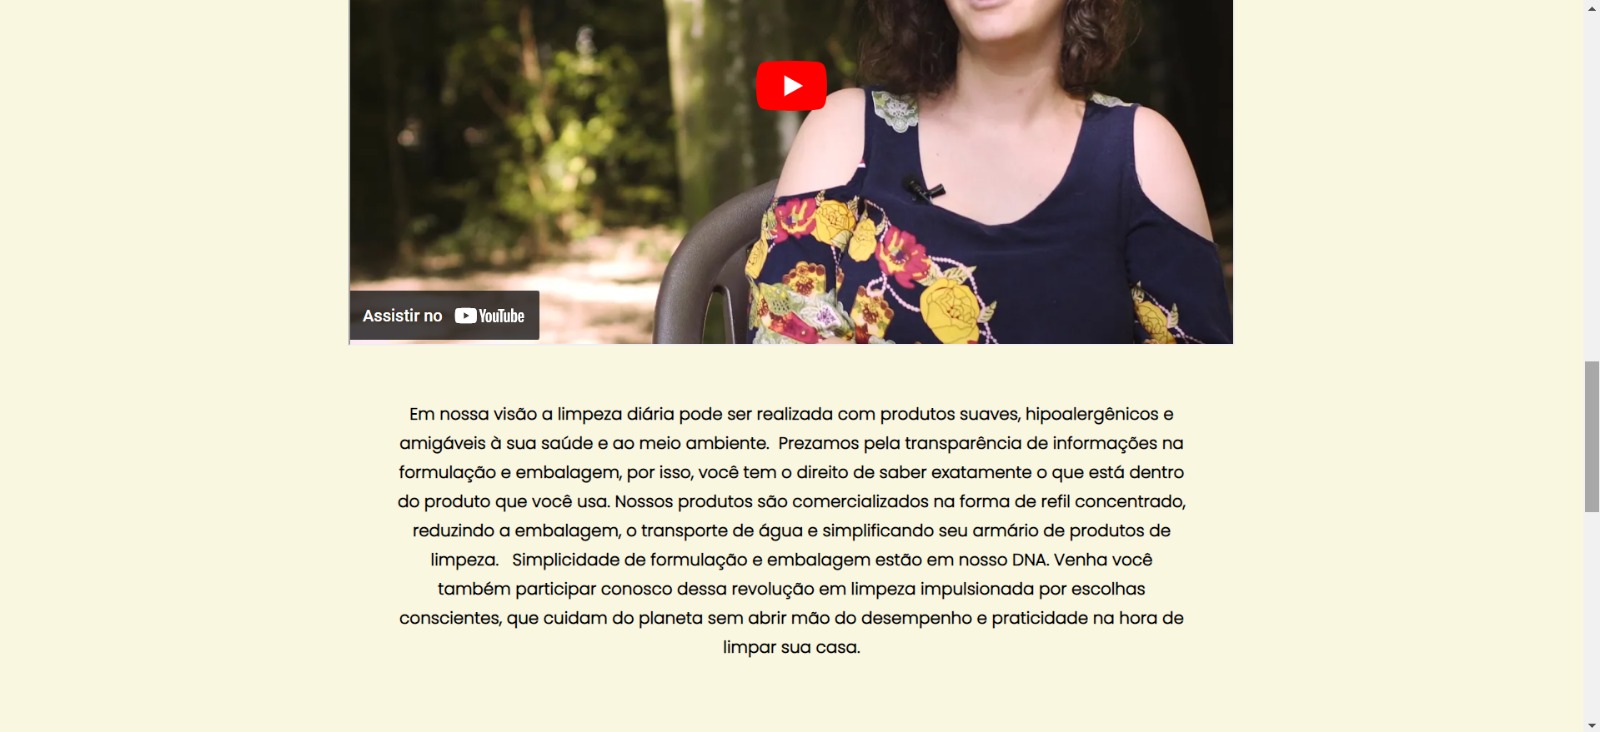 Assistir no YouTube
Em nossa visão a limpeza diária pode ser realizada com produtos suaves, hipoalergênicos e
amigáveis à sua saúde e ao meio ambiente.  Prezamos pela transparência de informações na
formulação e embalagem, por isso, você tem o direito de saber exatamente o que está dentro
do produto que você usa. Nossos produtos são comercializados na forma de refil concentrado,
reduzindo a embalagem, o transporte de água e simplificando seu armário de produtos de
limpeza.   Simplicidade de formulação e embalagem estão em nosso DNA. Venha você
também participar conosco dessa revolução em limpeza impulsionada por escolhas
conscientes, que cuidam do planeta sem abrir mão do desempenho e praticidade na hora de
limpar sua casa.